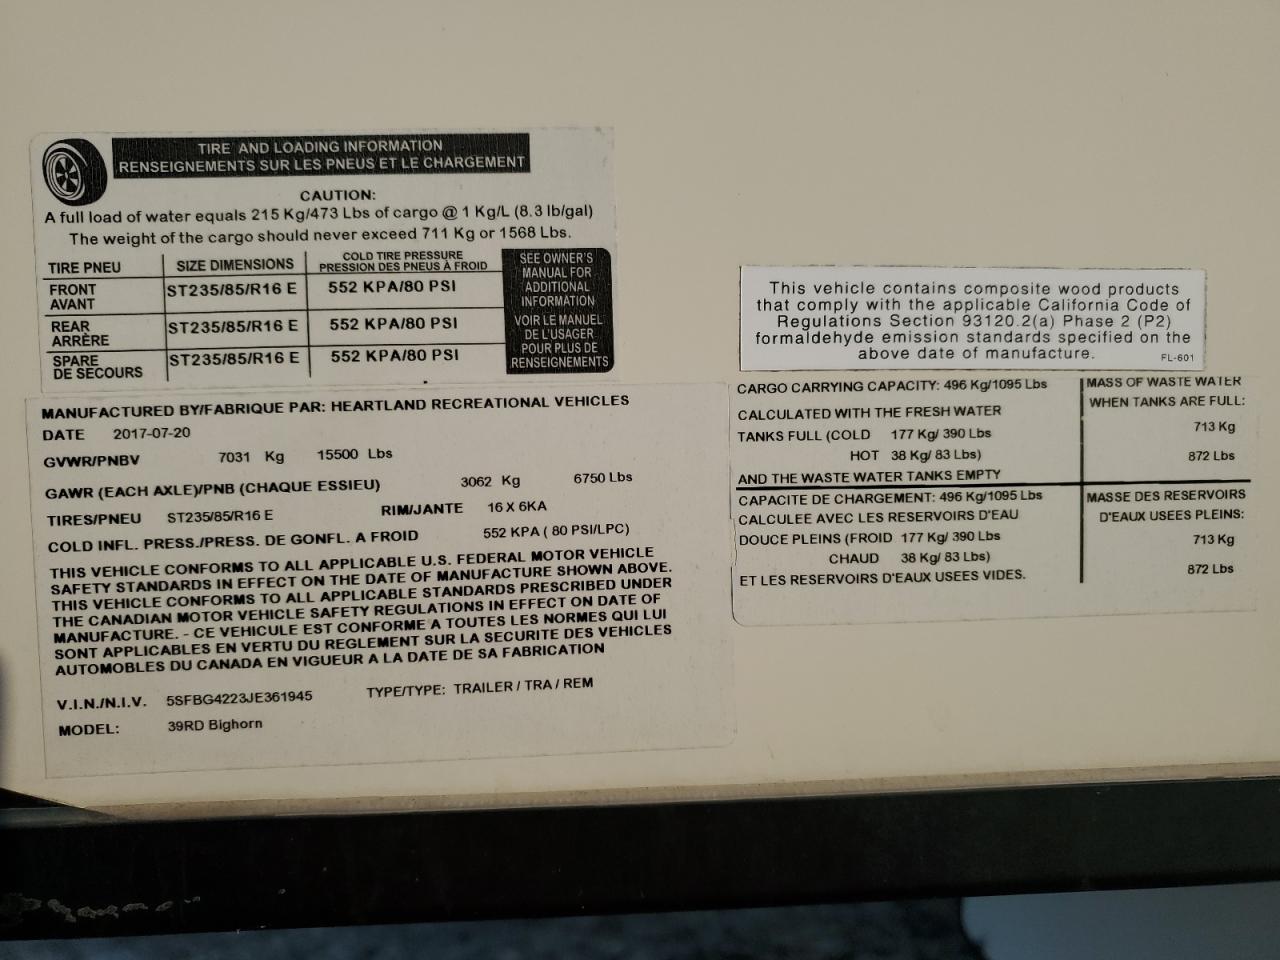 TIRE AND LOADING INFORMATION
RENSEIGNEMENTS SUR LES PNEUS ET LE CHARGEMENT
CAUTION:
A full load of water equals 215 Kg/473 Lbs of cargo @ 1 Kg/L (8.3 lb/gal)
The weight of the cargo should never exceed 711 Kg or 1568 Lbs.
TIRE PNEU SIZE DIMENSIONS COLD TIRE PRESSURE
PRESSION DES PNEUS À FROID
FRONT
AVANT ST235/85/R16 E 552 KPA/80 PSI
REAR
ARRÈRE ST235/85/R16 E 552 KPA/80 PSI
SPARE
DE SECOURS ST235/85/R16 E 552 KPA/80 PSI
SEE OWNER'S
MANUAL FOR
ADDITIONAL
INFORMATION
VOIR LE MANUEL
DE L'USAGER
POUR PLUS DE
RENSEIGNEMENTS
MANUFACTURED BY/FABRIQUE PAR: HEARTLAND RECREATIONAL VEHICLES
DATE 2017-07-20
GVWR/PNBV 7031 Kg 15500 Lbs
GAWR (EACH AXLE)/PNB (CHAQUE ESSIEU) 3062 Kg 6750 Lbs
TIRES/PNEU ST235/85/R16 E RIM/JANTE 16 X 6KA
COLD INFL. PRESS./PRESS. DE GONFL. A FROID 552 KPA ( 80 PSI/LPC)
THIS VEHICLE CONFORMS TO ALL APPLICABLE U.S. FEDERAL MOTOR VEHICLE
SAFETY STANDARDS IN EFFECT ON THE DATE OF MANUFACTURE SHOWN ABOVE.
THIS VEHICLE CONFORMS TO ALL APPLICABLE STANDARDS PRESCRIBED UNDER
THE CANADIAN MOTOR VEHICLE SAFETY REGULATIONS IN EFFECT ON DATE OF
MANUFACTURE. - CE VEHICULE EST CONFORME A TOUTES LES NORMES QUI LUI
SONT APPLICABLES EN VERTU DU REGLEMENT SUR LA SECURITE DES VEHICLES
AUTOMOBLES DU CANADA EN VIGUEUR A LA DATE DE SA FABRICATION
V.I.N./N.I.V. 5SFBG4223JE361945 TYPE/TYPE: TRAILER / TRA / REM
MODEL: 39RD Bighorn
This vehicle contains composite wood products
that comply with the applicable California Code of
Regulations Section 93120.2(a) Phase 2 (P2)
formaldehyde emission standards specified on the
above date of manufacture. FL-601
CARGO CARRYING CAPACITY: 496 Kg/1095 Lbs
CALCULATED WITH THE FRESH WATER
TANKS FULL (COLD 177 Kg/ 390 Lbs
HOT 38 Kg/ 83 Lbs)
AND THE WASTE WATER TANKS EMPTY
MASS OF WASTE WATER
WHEN TANKS ARE FULL:
713 Kg
872 Lbs
CAPACITE DE CHARGEMENT: 496 Kg/1095 Lbs
CALCULEE AVEC LES RESERVOIRS D'EAU
DOUCE PLEINS (FROID 177 Kg/ 390 Lbs
CHAUD 38 Kg/ 83 Lbs)
ET LES RESERVOIRS D'EAUX USEES VIDES.
MASSE DES RESERVOIRS
D'EAUX USEES PLEINS:
713 Kg
872 Lbs